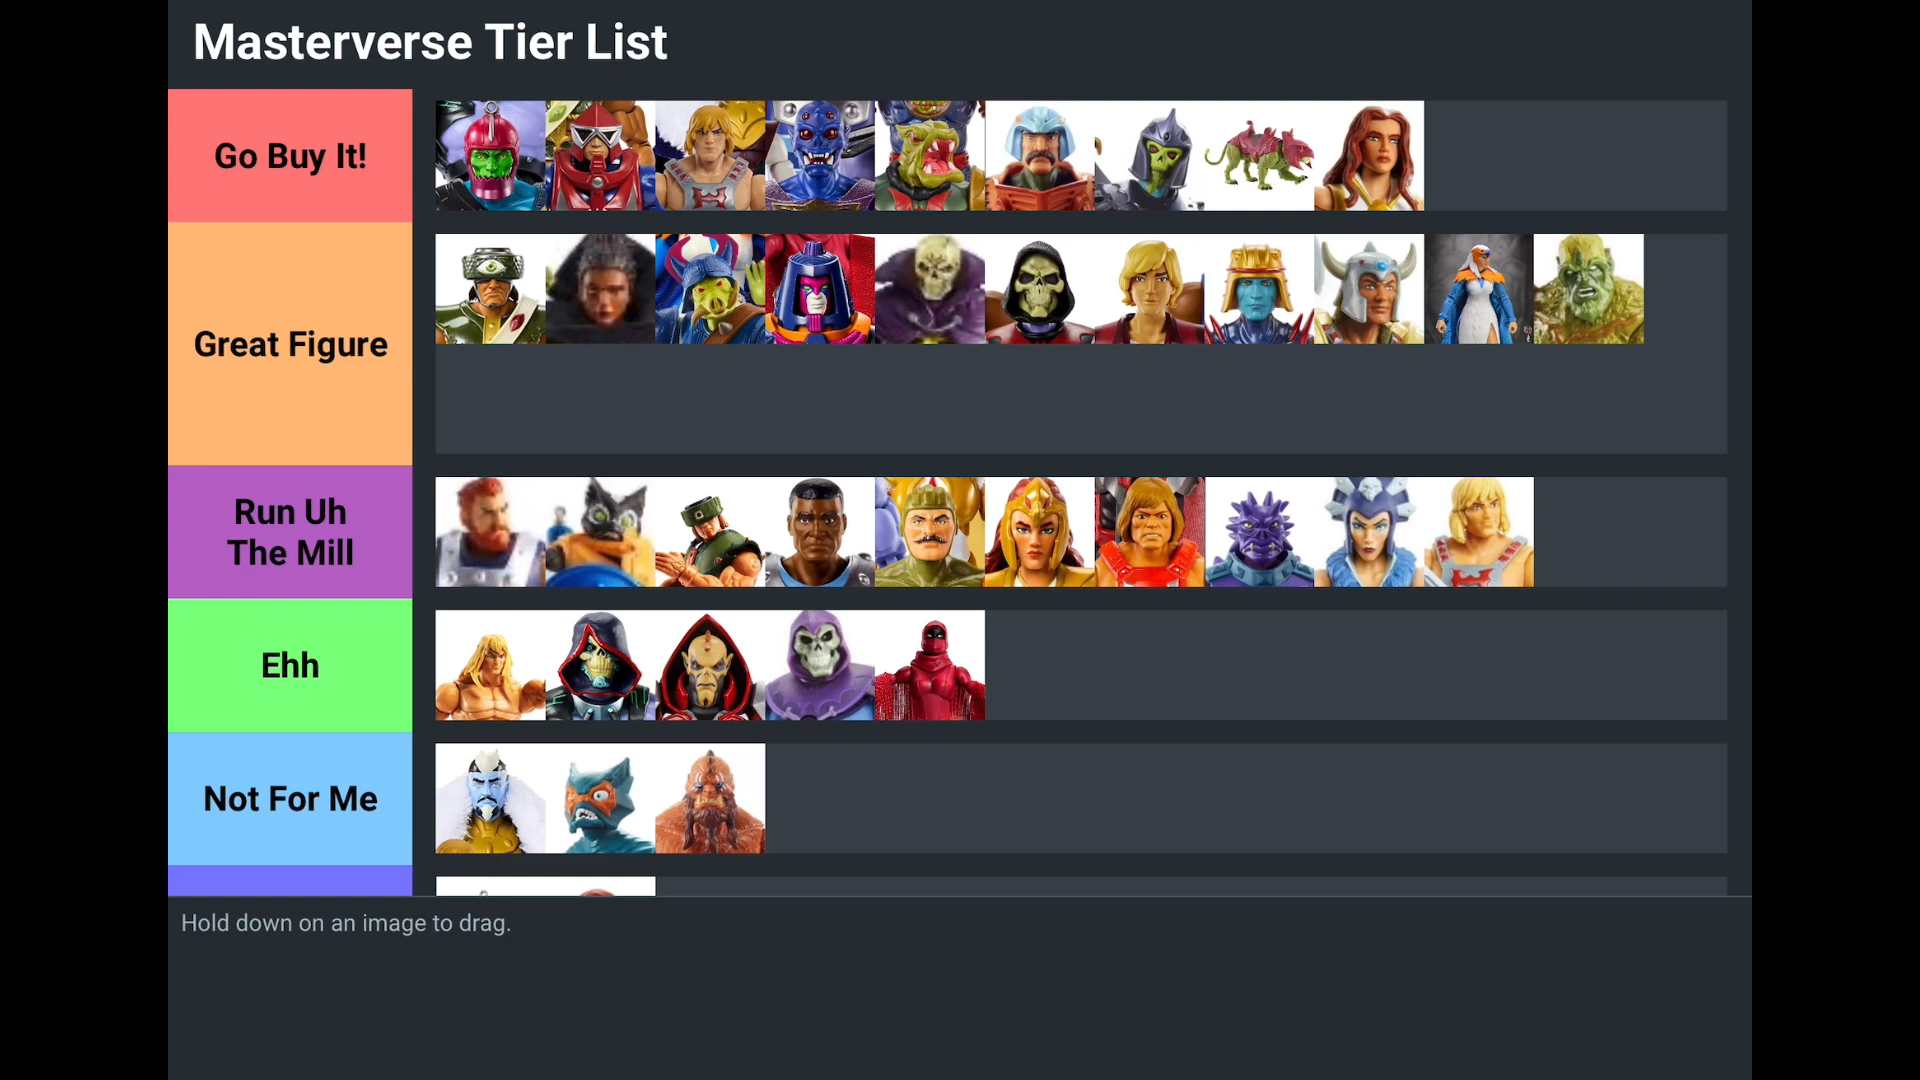 Masterverse Tier List
Go Buy It!
Great Figure
Run Uh
The Mill
Ehh
Not For Me
Hold down on an image to drag.